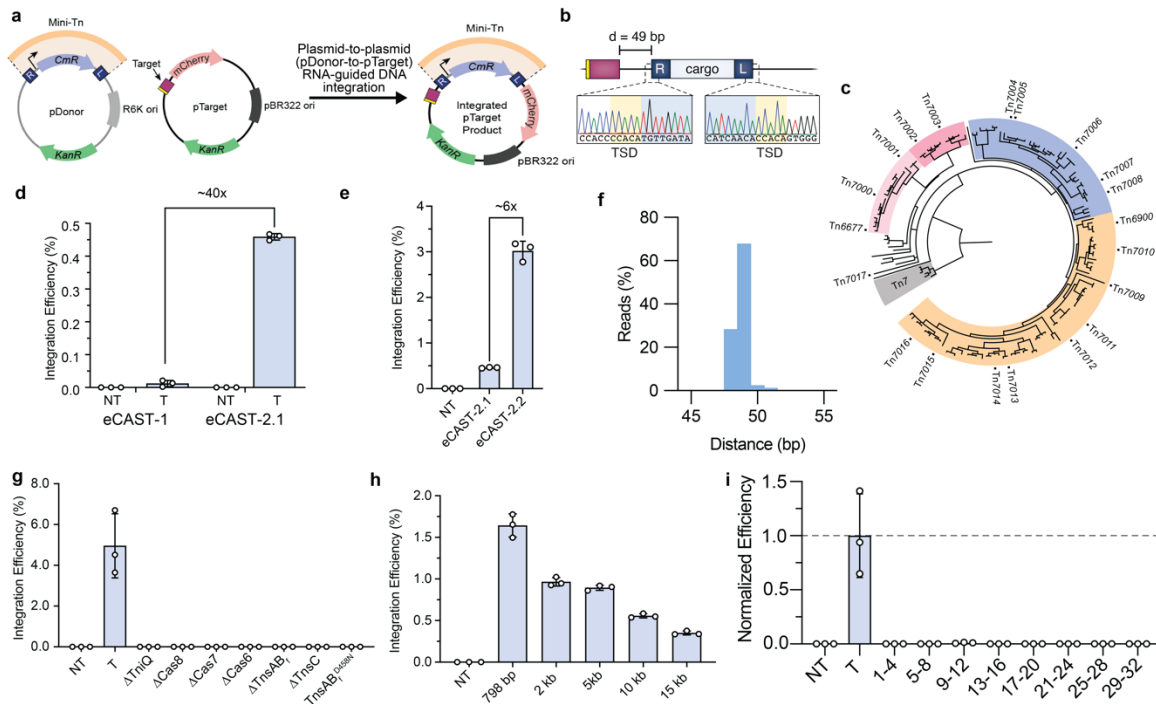 a
Mini-Tn
CmR
R
L
pDonor
R6K ori
KanR
Target
mCherry
pTarget
pBR322 ori
KanR
Plasmid-to-plasmid
(pDonor-to-pTarget)
RNA-guided DNA
integration
Mini-Tn
CmR
R
L
mCherry
Integrated
pTarget
Product
KanR
pBR322 ori
b
d = 49 bp
R
cargo
L
CCACCCCACATGTTGATA
CATCAACACCACAGTGGG
TSD
TSD
c
Tn7004
Tn7005
Tn7003
Tn7002
Tn7001
Tn7000
Tn6677
Tn7017
Tn7
Tn7006
Tn7007
Tn7008
Tn6900
Tn7010
Tn7009
Tn7011
Tn7012
Tn7013
Tn7014
Tn7015
Tn7016
d
Integration Efficiency (%)
0.5
0.4
0.3
0.2
0.1
0.0
~40x
NT
T
NT
T
eCAST-1
eCAST-2.1
e
Integration Efficiency (%)
4
3
2
1
0
~6x
NT
eCAST-2.1
eCAST-2.2
f
Reads (%)
80
60
40
20
0
45
50
55
Distance (bp)
g
Integration Efficiency (%)
8.0
6.0
4.0
2.0
0.0
NT
T
ΔTniQ
ΔCas8
ΔCas7
ΔCas6
ΔTnsABf
ΔTnsC
TnsABfD458N
h
Integration Efficiency (%)
2.0
1.5
1.0
0.5
0.0
NT
798 bp
2 kb
5kb
10 kb
15 kb
i
Normalized Efficiency
1.5
1.0
0.5
0.0
NT
T
1-4
5-8
9-12
13-16
17-20
21-24
25-28
29-32